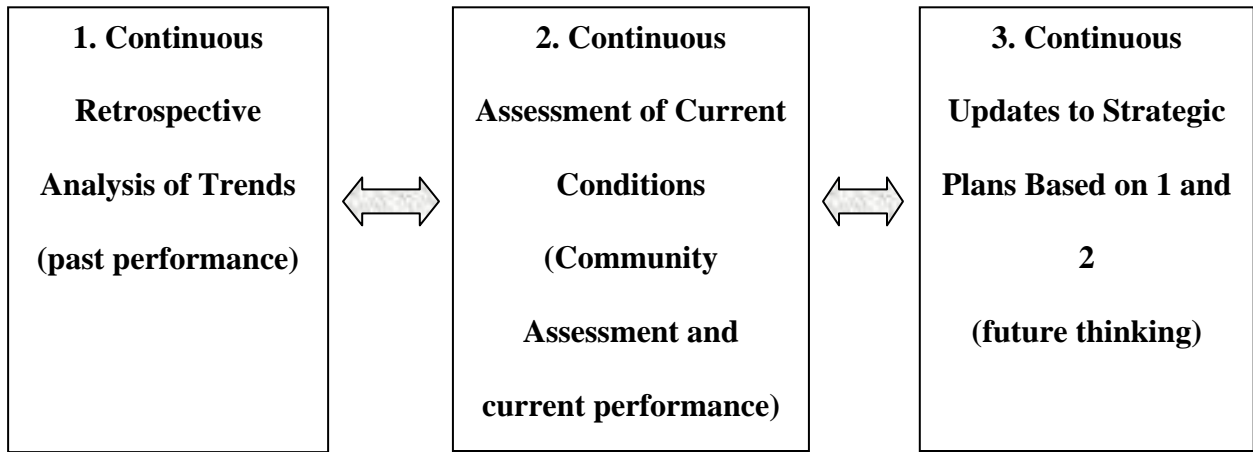 1. Continuous
Retrospective
Analysis of Trends
(past performance)
2. Continuous
Assessment of Current
Conditions
(Community
Assessment and
current performance)
3. Continuous
Updates to Strategic
Plans Based on 1 and
2
(future thinking)